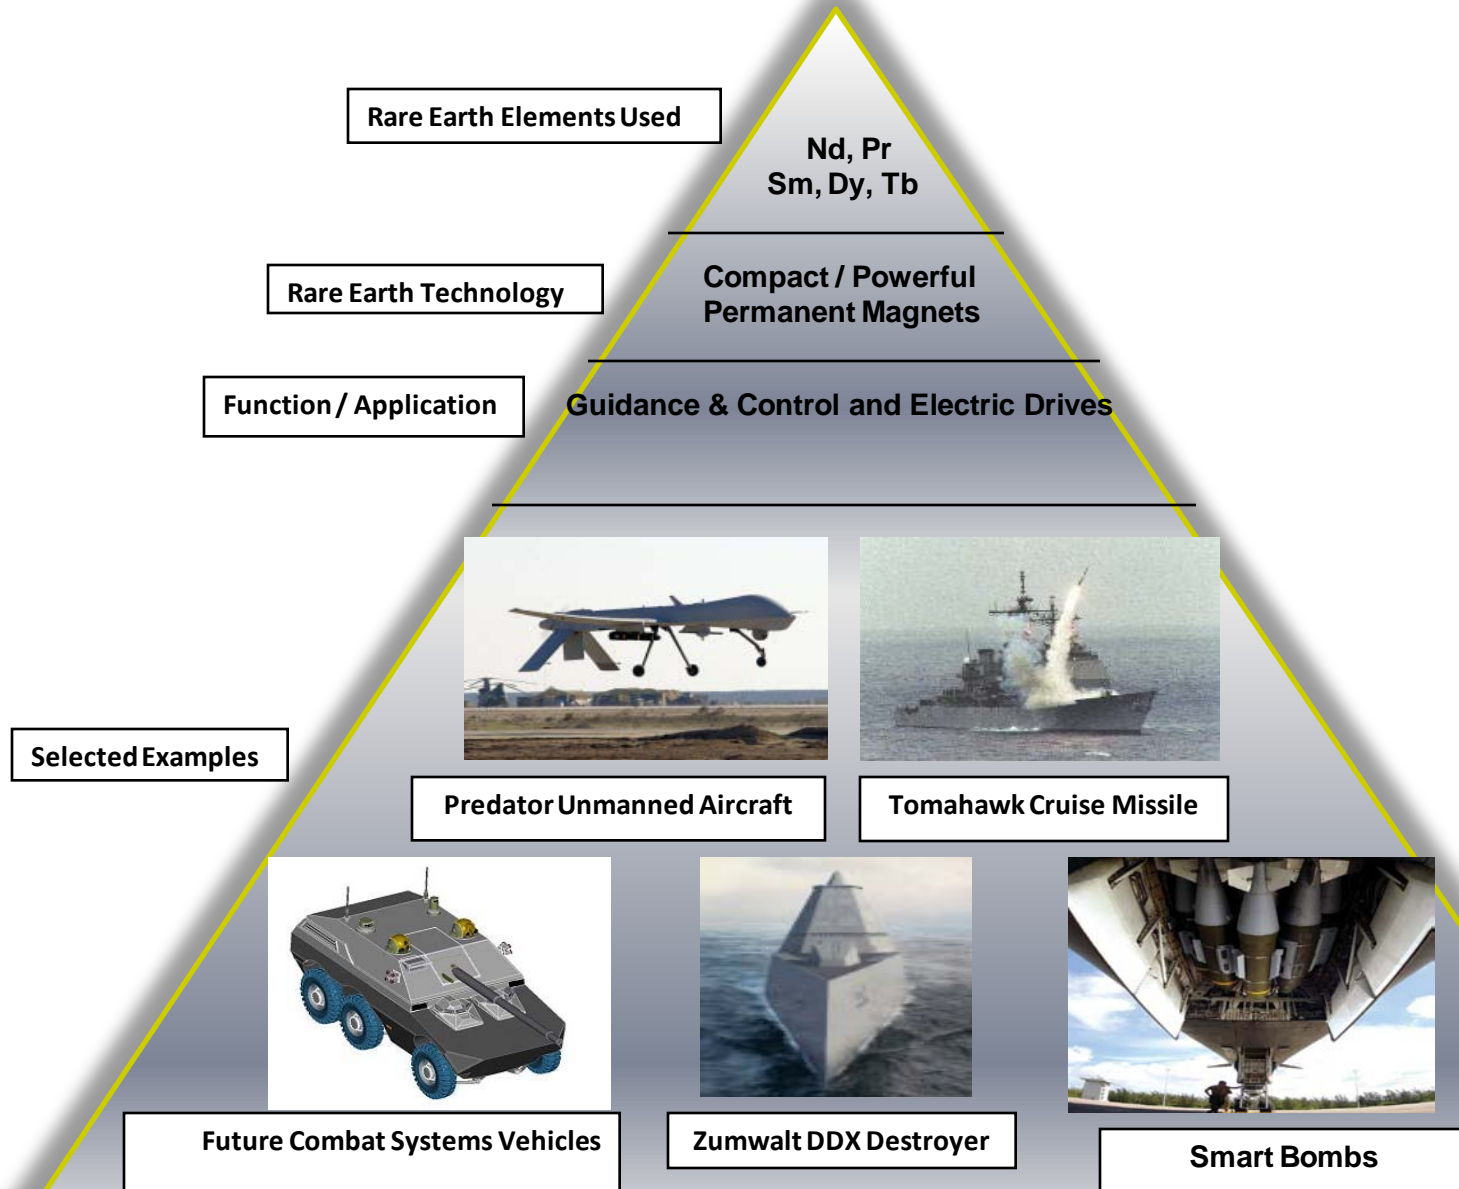 Rare Earth Elements Used
Nd, Pr
Sm, Dy, Tb
Rare Earth Technology
Compact / Powerful
Permanent Magnets
Function / Application
Guidance & Control and Electric Drives
Selected Examples
Predator Unmanned Aircraft
Tomahawk Cruise Missile
Future Combat Systems Vehicles
Zumwalt DDX Destroyer
Smart Bombs